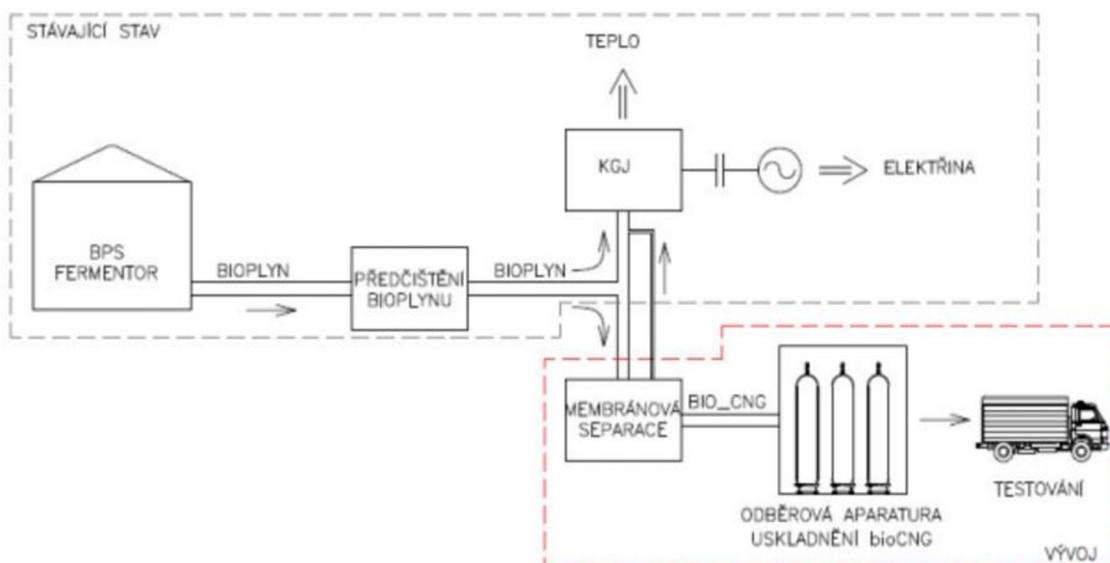 STÁVAJÍCÍ STAV
TEPLO
KGJ
ELEKTŘINA
BPS
FERMENTOR
BIOPLYN
PŘEDČIŠTĚNÍ
BIOPLYNU
BIOPLYN
MEMBRÁNOVÁ
SEPARACE
BIO_CNG
ODBĚROVÁ APARATURA
USKLADNĚNÍ bioCNG
TESTOVÁNÍ
VÝVOJ